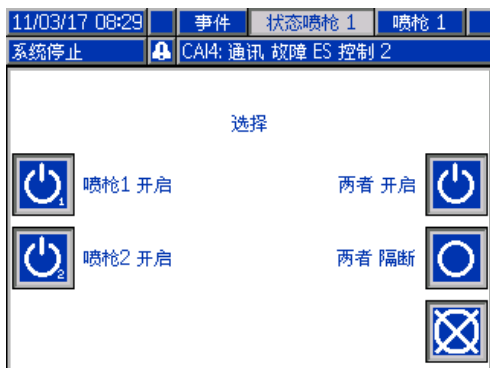 11/03/17 08:29 事件 状态喷枪 1 喷枪 1
系统停止 CAI4: 通讯 故障 ES 控制 2
选择
喷枪1 开启 两者 开启
1
喷枪2 开启 两者 隔断
2